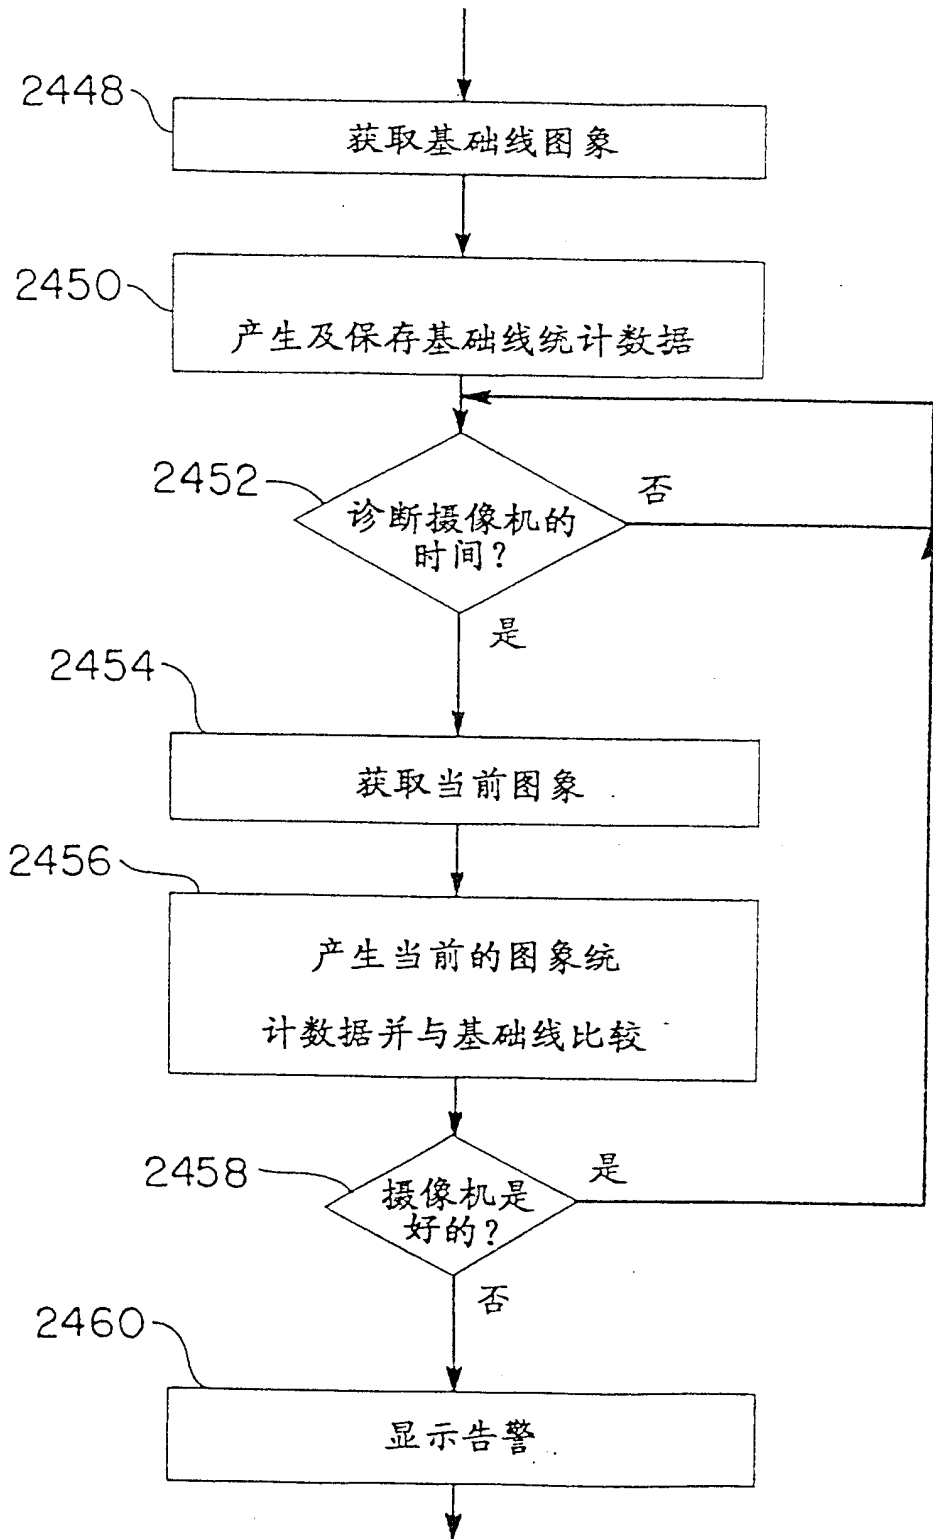 2448
获取基础线图象
2450
产生及保存基础线统计数据
2452
诊断摄像机的
时间?
否
是
2454
获取当前图象
2456
产生当前的图象统
计数据并与基础线比较
2458
摄像机是
好的?
是
否
2460
显示告警